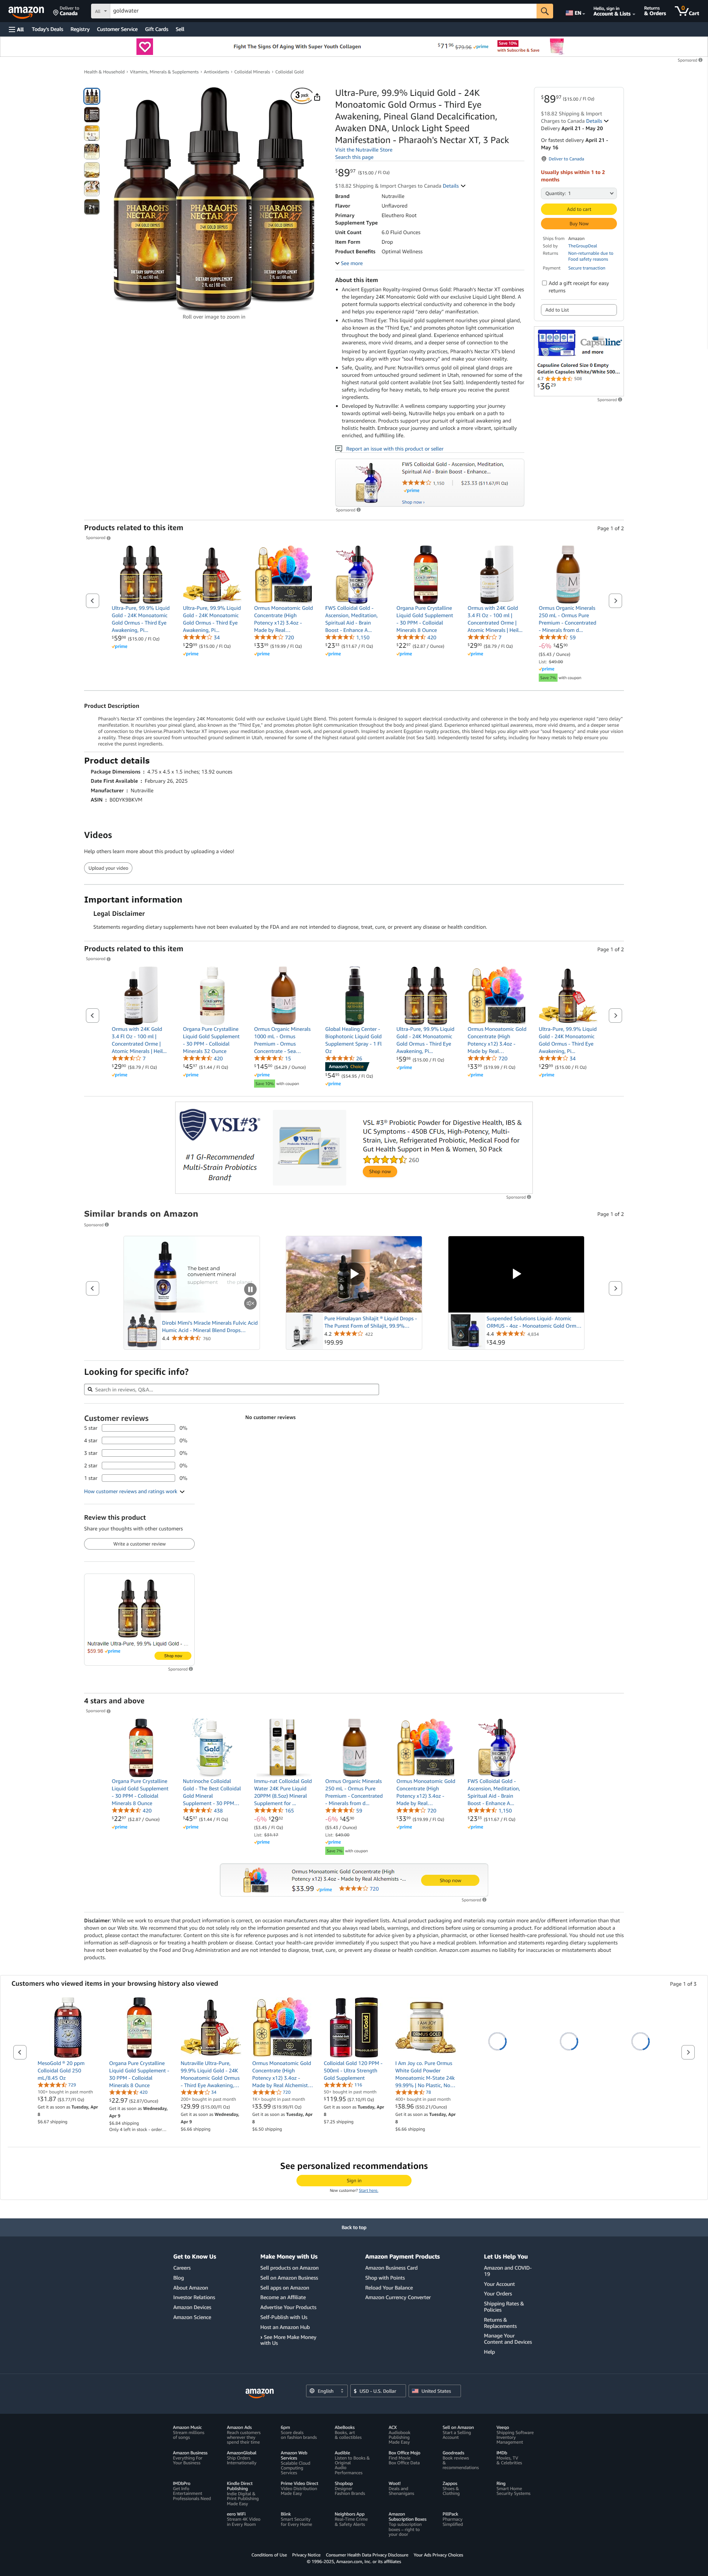 amazon
Deliver to
Canada
All
goldwater
EN
Hello, sign in
Account & Lists
Returns
& Orders
0
Cart
All
Today's Deals
Registry
Customer Service
Gift Cards
Sell
Fight The Signs Of Aging With Super Youth Collagen
$71.96 $79.96 prime
Save 10%
with Subscribe & Save
Sponsored
Health & Household › Vitamins, Minerals & Supplements › Antioxidants › Colloidal Minerals › Colloidal Gold
3 pack
PHARAOH'S
NECTAR XT
24K GOLD ORMUS
DIETARY SUPPLEMENT
2 fl oz / 60 mL
Roll over image to zoom in
Ultra-Pure, 99.9% Liquid Gold - 24K
Monoatomic Gold Ormus - Third Eye
Awakening, Pineal Gland Decalcification,
Awaken DNA, Unlock Light Speed
Manifestation - Pharaoh's Nectar XT, 3 Pack
Visit the Nutraville Store
Search this page
$89.97 ($15.00 / Fl Oz)
$18.82 Shipping & Import Charges to Canada Details
Brand Nutraville
Flavor Unflavored
Primary
Supplement Type Eleuthero Root
Unit Count 6.0 Fluid Ounces
Item Form Drop
Product Benefits Optimal Wellness
See more
About this item
Ancient Egyptian Royalty-Inspired Ormus Gold: Pharaoh's Nectar XT combines
the legendary 24K Monoatomic Gold with our exclusive Liquid Light Blend. A
potent formula designed to support electrical conductivity and coherence in
the body and help you experience rapid "zero delay" manifestation.
Activates Third Eye: This liquid gold supplement nourishes your pineal gland,
also known as the "Third Eye," and promotes photon light communication
throughout the biobody and pineal gland. Experience enhanced spiritual
awareness, more vivid dreams, and a deeper sense of connection to the
Universe. Pharaoh's Nectar XT improves your meditation practice, dream
work, and personal growth.
Inspired by ancient Egyptian royalty practices, Pharaoh's Nectar XT's bold
helps you step into your "soul frequency" and make your vision reality.
Safe, Quality, and Pure: Nutraville's ormus gold oil mineral gold drops are
sourced from untouched ground sediment in Utah, renowned for some of the
highest natural gold content available (not Sea Salt). Independently tested for
safety, including for heavy metals to help ensure you receive the purest
ingredients.
Developed by Nutraville: A wellness company supporting your journey
towards optimal well-being, Nutraville helps you embark on a path to
transformation. Products support your pursuit of spiritual awakening and
embodied wellness. Embrace your quest for abundance, serenity, spiritual
enrichment, and fulfilling life.
Report an issue with this product or seller
FWS Colloidal Gold - Ascension, Meditation,
Spiritual Aid - Brain Boost - Enhance...
1,150 $23.33 ($11.67/Fl Oz)
prime
Shop now ›
Sponsored
$89.97 ($15.00 / Fl Oz)
$18.82 Shipping & Import
Charges to Canada Details
Delivery April 21 - May 20
Or fastest delivery April 21 -
May 16
Deliver to Canada
Usually ships within 1 to 2
months
Quantity: 1
Add to cart
Buy Now
Ships from Amazon
Sold by TheGroupDeal
Returns Non-returnable due to
Food safety reasons
Payment Secure transaction
Add a gift receipt for easy
returns
Add to List
Capsuline
and more
Capsuline Colored Size 0 Empty
Gelatin Capsules White/White 500...
4.7 508
$36.29
Sponsored
Products related to this item
Page 1 of 2
Sponsored
Ultra-Pure, 99.9% Liquid
Gold - 24K Monoatomic
Gold Ormus - Third Eye
Awakening, Pi...
$59.98 ($15.00 / Fl Oz)
prime
Ultra-Pure, 99.9% Liquid
Gold - 24K Monoatomic
Gold Ormus - Third Eye
Awakening, Pi...
34
$29.99 ($15.00 / Fl Oz)
prime
Ormus Monoatomic Gold
Concentrate (High
Potency x12) 3.4oz -
Made by Real...
720
$33.99 ($19.99 / Fl Oz)
prime
FWS Colloidal Gold -
Ascension, Meditation,
Spiritual Aid - Brain
Boost - Enhance A...
1,150
$23.33 ($11.67 / Fl Oz)
prime
Organa Pure Crystalline
Liquid Gold Supplement
- 30 PPM - Colloidal
Minerals 8 Ounce
420
$22.97 ($2.87 / Ounce)
prime
Ormus with 24K Gold
3.4 Fl Oz - 100 ml |
Concentrated Orme |
Atomic Minerals | Heil...
7
$29.90 ($8.79 / Fl Oz)
prime
Ormus Organic Minerals
250 mL - Ormus Pure
Premium - Concentrated
- Minerals from d...
59
-6% $45.90
($5.43 / Ounce)
List: $49.00
prime
Save 7% with coupon
Product Description
Pharaoh's Nectar XT combines the legendary 24K Monoatomic Gold with our exclusive Liquid Light Blend. This potent formula is designed to support electrical conductivity and coherence in the body and help you experience rapid "zero delay"
manifestation. It nourishes your pineal gland, also known as the "Third Eye," and promotes photon light communication throughout the biobody and pineal gland. Experience enhanced spiritual awareness, more vivid dreams, and a deeper sense
of connection to the Universe.
Product details
Package Dimensions : 4.75 x 4.5 x 1.5 inches; 13.92 ounces
Date First Available : February 26, 2025
Manufacturer : Nutraville
ASIN : B0DYK9BKVM
Videos
Help others learn more about this product by uploading a video!
Upload your video
Important information
Legal Disclaimer
Statements regarding dietary supplements have not been evaluated by the FDA and are not intended to diagnose, treat, cure, or prevent any disease or health condition.
Products related to this item
Page 1 of 2
Sponsored
Ormus with 24K Gold
3.4 Fl Oz - 100 ml |
Concentrated Orme |
Atomic Minerals | Heil...
7
$29.90 ($8.79 / Fl Oz)
prime
Organa Pure Crystalline
Liquid Gold Supplement
- 30 PPM - Colloidal
Minerals 32 Ounce
420
$45.97 ($1.44 / Fl Oz)
prime
Ormus Organic Minerals
1000 mL - Ormus
Premium - Ormus
Concentrate - Sea...
15
($4.28 / Ounce)
prime
Save 10% with coupon
Global Healing Center -
Biophotonic Liquid Gold
Supplement Spray - 1 Fl
Oz
26
Amazon's Choice
$54.95 ($54.95 / Fl Oz)
prime
Ultra-Pure, 99.9% Liquid
Gold - 24K Monoatomic
Gold Ormus - Third Eye
Awakening, Pi...
$59.98 ($15.00 / Fl Oz)
prime
Ormus Monoatomic Gold
Concentrate (High
Potency x12) 3.4oz -
Made by Real...
720
$33.99 ($19.99 / Fl Oz)
prime
Ultra-Pure, 99.9% Liquid
Gold - 24K Monoatomic
Gold Ormus - Third Eye
Awakening, Pi...
34
$29.99 ($15.00 / Fl Oz)
prime
VSL#3
#1 GI-Recommended
Multi-Strain Probiotics
Brand†
VSL #3® Probiotic Powder for Digestive Health, IBS &
UC Symptoms - 450B CFUs, High-Potency, Multi-
Strain, Live, Refrigerated Probiotic, Medical Food for
Gut Health Support in Men & Women, 30 Pack
260
Shop now
Sponsored
Similar brands on Amazon
Page 1 of 2
Sponsored
The best and
convenient mineral
supplement
Dirobi Mimi's Miracle Minerals Fulvic Acid
Humic Acid - Mineral Blend Drops...
4.4 760
Pure Himalayan Shilajit ® Liquid Drops -
The Purest Form of Shilajit, 99.9%...
4.2 422
$99.99
Suspended Solutions Liquid- Atomic
ORMUS - 4oz - Monoatomic Gold Orm...
4.4 4,834
$34.99
Looking for specific info?
Search in reviews, Q&A...
Customer reviews
5 star 0%
4 star 0%
3 star 0%
2 star 0%
1 star 0%
How customer reviews and ratings work
No customer reviews
Review this product
Share your thoughts with other customers
Write a customer review
Nutraville Ultra-Pure, 99.9% Liquid Gold - ...
$59.98 prime
Shop now
Sponsored
4 stars and above
Sponsored
Organa Pure Crystalline
Liquid Gold Supplement
- 30 PPM - Colloidal
Minerals 8 Ounce
420
$22.97 ($2.87 / Ounce)
prime
Nutrinoche Colloidal
Gold - The Best Colloidal
Gold Mineral
Supplement - 30 PPM...
438
$45.97 ($1.44 / Fl Oz)
prime
Immu-nat Colloidal Gold
Water 24K Pure Liquid
20PPM (8.5oz) Mineral
Supplement for ...
165
($3.45 / Fl Oz)
prime
Ormus Organic Minerals
250 mL - Ormus Pure
Premium - Concentrated
- Minerals from d...
59
-6% $45.90
($5.43 / Ounce)
List: $49.00
prime
Save 7% with coupon
Ormus Monoatomic Gold
Concentrate (High
Potency x12) 3.4oz -
Made by Real...
720
$33.99 ($19.99 / Fl Oz)
prime
FWS Colloidal Gold -
Ascension, Meditation,
Spiritual Aid - Brain
Boost - Enhance A...
1,150
$23.33 ($11.67 / Fl Oz)
prime
Ormus Monoatomic Gold Concentrate (High
Potency x12) 3.4oz - Made by Real Alchemists -...
$33.99 prime 720
Shop now
Sponsored
Disclaimer: While we work to ensure that product information is correct, on occasion manufacturers may alter their ingredient lists. Actual product packaging and materials may contain more and/or different information than that
shown on our Web site. We recommend that you do not solely rely on the information presented and that you always read labels, warnings, and directions before using or consuming a product. For additional information about a
product, please contact the manufacturer. Content on this site is for reference purposes and is not intended to substitute for advice given by a physician, pharmacist, or other licensed health-care professional. You should not use this
information as self-diagnosis or for treating a health problem or disease. Contact your health-care provider immediately if you suspect that you have a medical problem. Information and statements regarding dietary supplements have
not been evaluated by the Food and Drug Administration and are not intended to diagnose, treat, cure, or prevent any disease or health condition. Amazon.com assumes no liability for inaccuracies or misstatements about
products.
Customers who viewed items in your browsing history also viewed
Page 1 of 3
MesoGold ® 20 ppm
Colloidal Gold 250
mL/8.45 Oz
729
100+ bought in past month
$31.87 ($3.77/Fl Oz)
Get it as soon as Tuesday, Apr
8
$6.67 shipping
Organa Pure Crystalline
Liquid Gold Supplement -
30 PPM - Colloidal
Minerals 8 Ounce
420
$22.97 ($2.87/Ounce)
Get it as soon as Wednesday,
Apr 9
$6.64 shipping
Only 4 left in stock - order...
Nutraville Ultra-Pure,
99.9% Liquid Gold - 24K
Monoatomic Gold Ormus
- Third Eye Awakening,...
34
200+ bought in past month
$29.99 ($15.00/Fl Oz)
Get it as soon as Wednesday,
Apr 9
$6.66 shipping
Ormus Monoatomic Gold
Concentrate (High
Potency x12) 3.4oz -
Made by Real Alchemist...
720
1K+ bought in past month
$33.99 ($19.99/Fl Oz)
Get it as soon as Tuesday, Apr
8
$6.50 shipping
Colloidal Gold 120 PPM -
500ml - Ultra Strength
Gold Supplement
116
50+ bought in past month
$119.95 ($7.10/Fl Oz)
Get it as soon as Tuesday, Apr
8
$7.25 shipping
I Am Joy co. Pure Ormus
White Gold Powder
Monoatomic M-State 24k
99.99% | No Plastic, No...
78
400+ bought in past month
$38.96 ($50.21/Ounce)
Get it as soon as Tuesday, Apr
8
$6.66 shipping
See personalized recommendations
Sign in
New customer? Start here.
Back to top
Get to Know Us
Careers
Blog
About Amazon
Investor Relations
Amazon Devices
Amazon Science
Make Money with Us
Sell products on Amazon
Sell on Amazon Business
Sell apps on Amazon
Become an Affiliate
Advertise Your Products
Self-Publish with Us
Host an Amazon Hub
› See More Make Money
with Us
Amazon Payment Products
Amazon Business Card
Shop with Points
Reload Your Balance
Amazon Currency Converter
Let Us Help You
Amazon and COVID-
19
Your Account
Your Orders
Shipping Rates &
Policies
Returns &
Replacements
Manage Your
Content and Devices
Help
amazon
English
$ USD - U.S. Dollar
United States
Amazon Music
Stream millions
of songs
Amazon Ads
Reach customers
wherever they
spend their time
6pm
Score deals
on fashion brands
AbeBooks
Books, art
& collectibles
ACX
Audiobook
Publishing
Made Easy
Sell on Amazon
Start a Selling
Account
Veeqo
Shipping Software
Inventory
Management
Amazon Business
Everything For
Your Business
AmazonGlobal
Ship Orders
Internationally
Amazon Web
Services
Scalable Cloud
Computing
Services
Audible
Listen to Books &
Original
Audio
Performances
Box Office Mojo
Find Movie
Box Office Data
Goodreads
Book reviews
&
recommendations
IMDb
Movies, TV
& Celebrities
IMDbPro
Get Info
Entertainment
Professionals Need
Kindle Direct
Publishing
Indie Digital &
Print Publishing
Made Easy
Prime Video Direct
Video Distribution
Made Easy
Shopbop
Designer
Fashion Brands
Woot!
Deals and
Shenanigans
Zappos
Shoes &
Clothing
Ring
Smart Home
Security Systems
eero WiFi
Stream 4K Video
in Every Room
Blink
Smart Security
for Every Home
Neighbors App
Real-Time Crime
& Safety Alerts
Amazon
Subscription Boxes
Top subscription
boxes – right to
your door
PillPack
Pharmacy
Simplified
Conditions of Use
Privacy Notice
Consumer Health Data Privacy Disclosure
Your Ads Privacy Choices
© 1996-2025, Amazon.com, Inc. or its affiliates